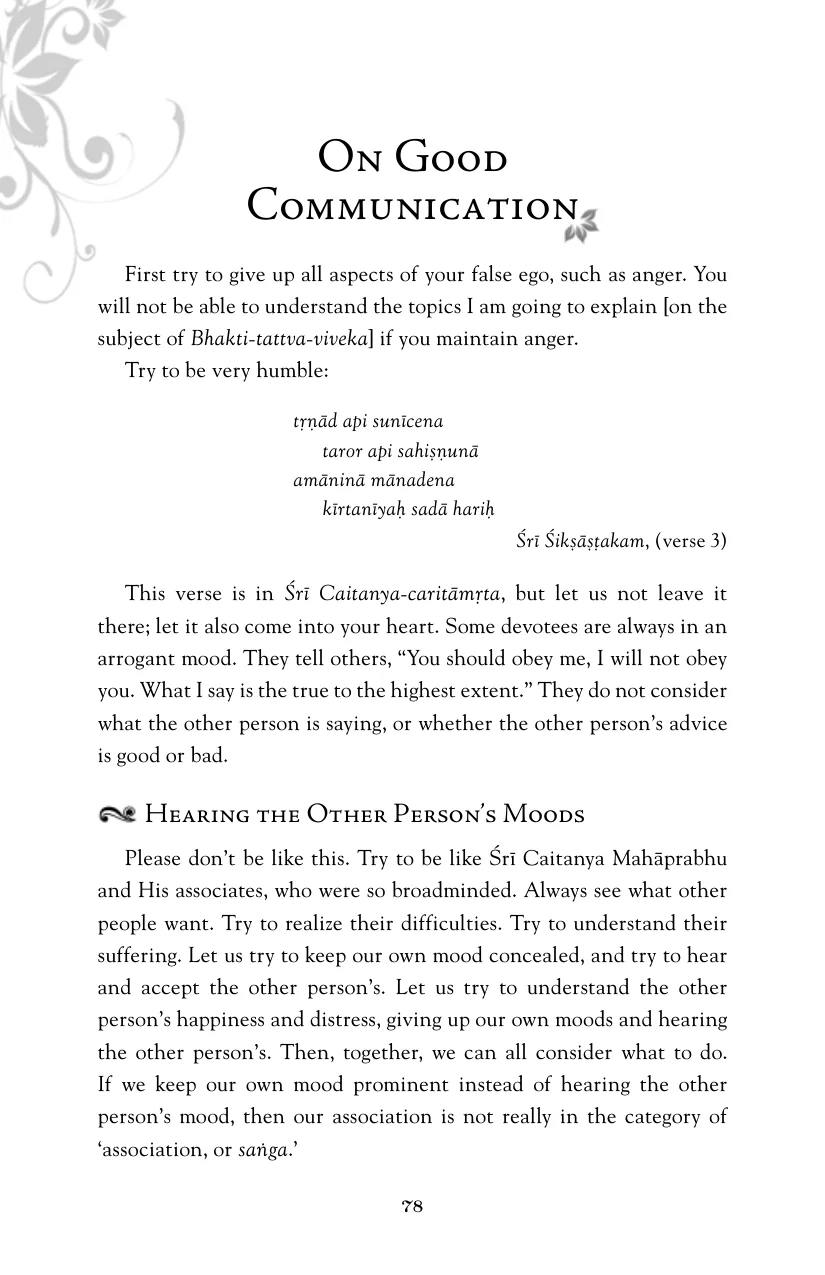 On Good
Communication
First try to give up all aspects of your false ego, such as anger. You
will not be able to understand the topics I am going to explain [on the
subject of Bhakti-tattva-viveka] if you maintain anger.
Try to be very humble:
tṛṇād api sunīcena
taror api sahiṣṇunā
amāninā mānadena
kīrtanīyaḥ sadā hariḥ
Śrī Śikṣāṣṭakam, (verse 3)
This verse is in Śrī Caitanya-caritāmṛta, but let us not leave it
there; let it also come into your heart. Some devotees are always in an
arrogant mood. They tell others, “You should obey me, I will not obey
you. What I say is the true to the highest extent.” They do not consider
what the other person is saying, or whether the other person’s advice
is good or bad.
Hearing the Other Person’s Moods
Please don’t be like this. Try to be like Śrī Caitanya Mahāprabhu
and His associates, who were so broadminded. Always see what other
people want. Try to realize their difficulties. Try to understand their
suffering. Let us try to keep our own mood concealed, and try to hear
and accept the other person’s. Let us try to understand the other
person’s happiness and distress, giving up our own moods and hearing
the other person’s. Then, together, we can all consider what to do.
If we keep our own mood prominent instead of hearing the other
person’s mood, then our association is not really in the category of
‘association, or saṅga.’
78